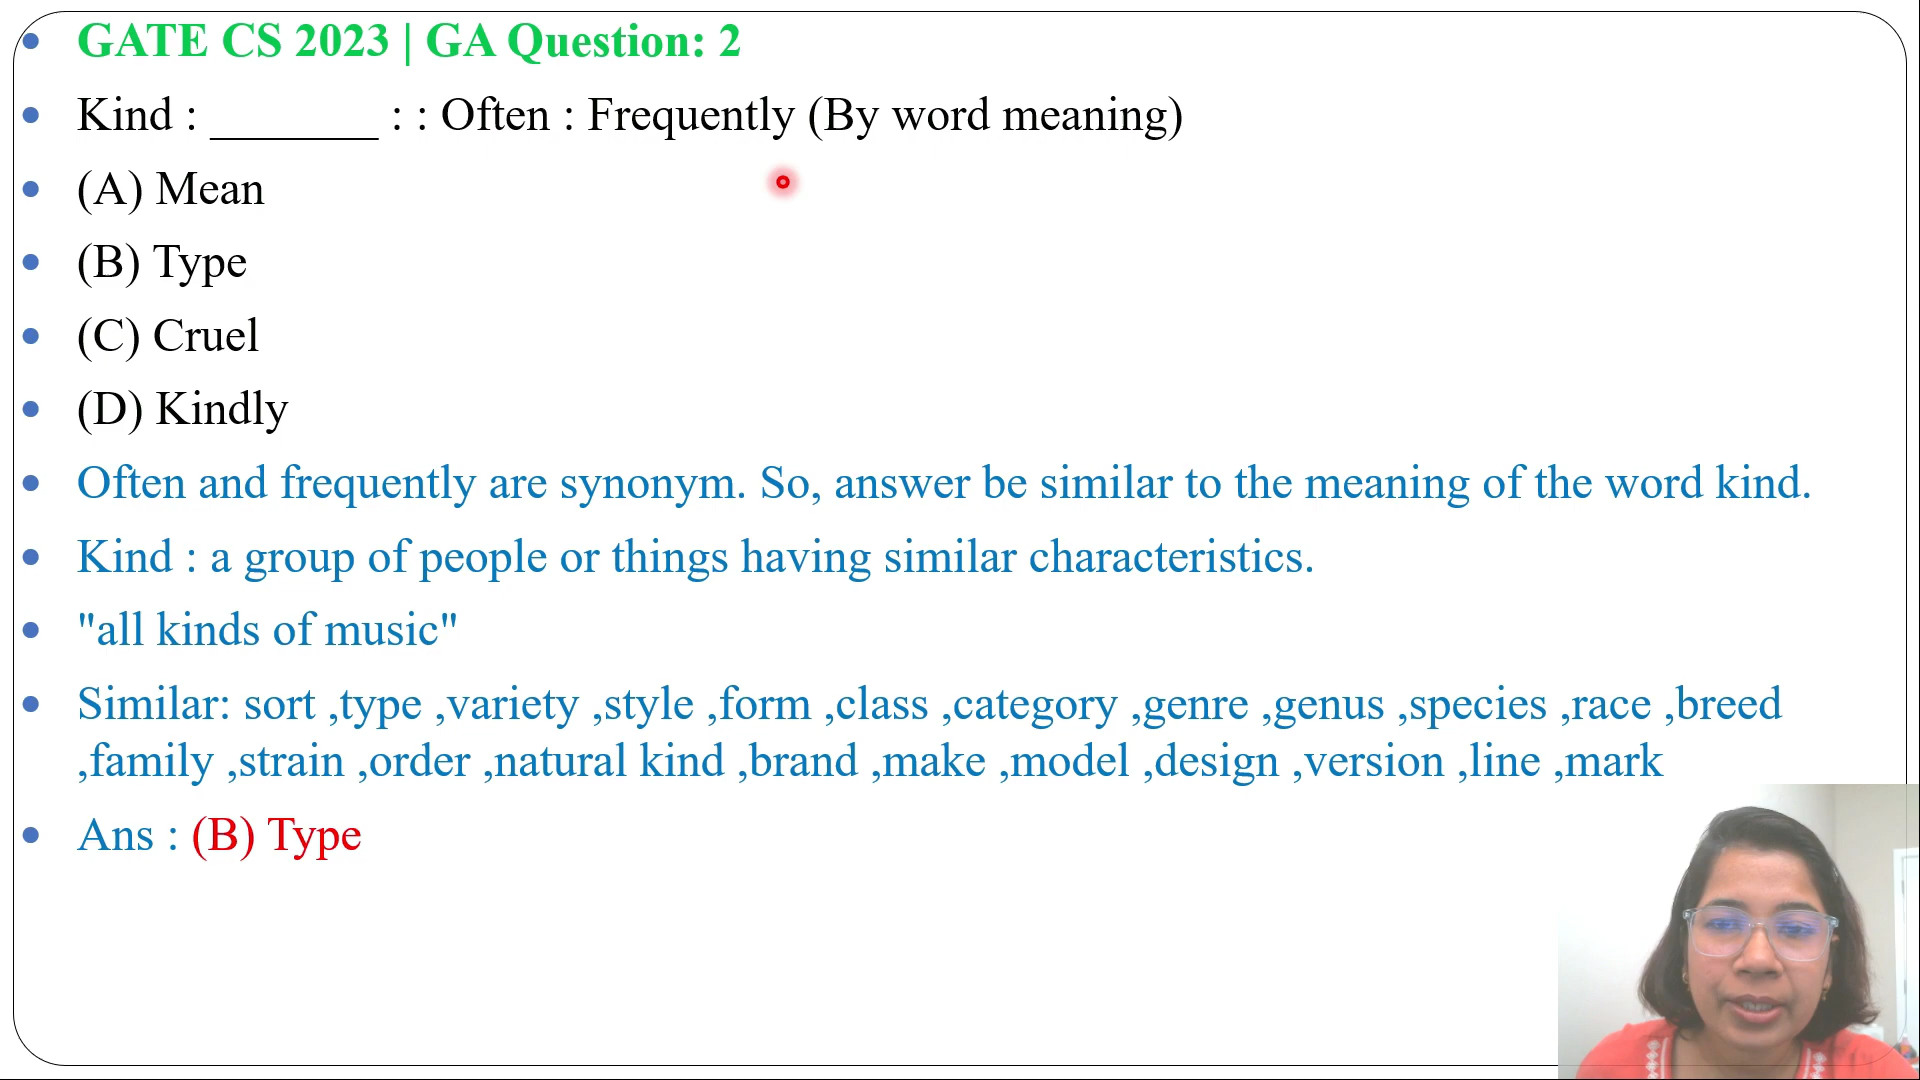 GATE CS 2023 | GA Question: 2
Kind : _______ : : Often : Frequently (By word meaning)
(A) Mean
(B) Type
(C) Cruel
(D) Kindly
Often and frequently are synonym. So, answer be similar to the meaning of the word kind.
Kind : a group of people or things having similar characteristics.
"all kinds of music"
Similar: sort ,type ,variety ,style ,form ,class ,category ,genre ,genus ,species ,race ,breed
,family ,strain ,order ,natural kind ,brand ,make ,model ,design ,version ,line ,mark
Ans : (B) Type